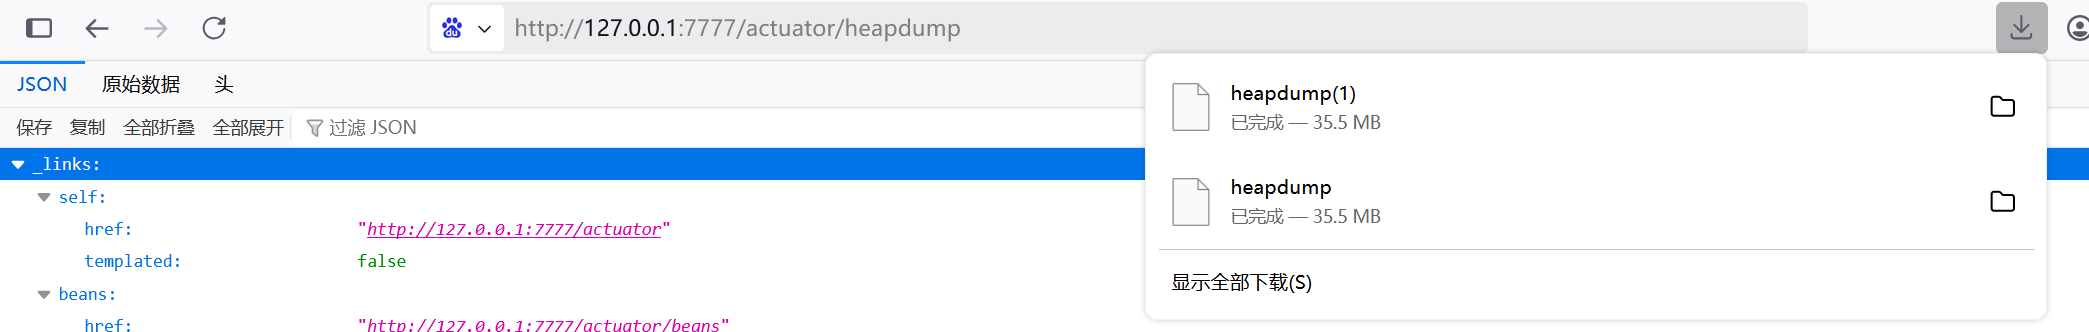 du http://127.0.0.1:7777/actuator/heapdump
JSON 原始数据 头
保存 复制 全部折叠 全部展开 过滤 JSON
_links:
self:
href: "http://127.0.0.1:7777/actuator"
templated: false
beans:
href: "http://127.0.0.1:7777/actuator/beans"
heapdump(1)
已完成 — 35.5 MB
heapdump
已完成 — 35.5 MB
显示全部下载(S)